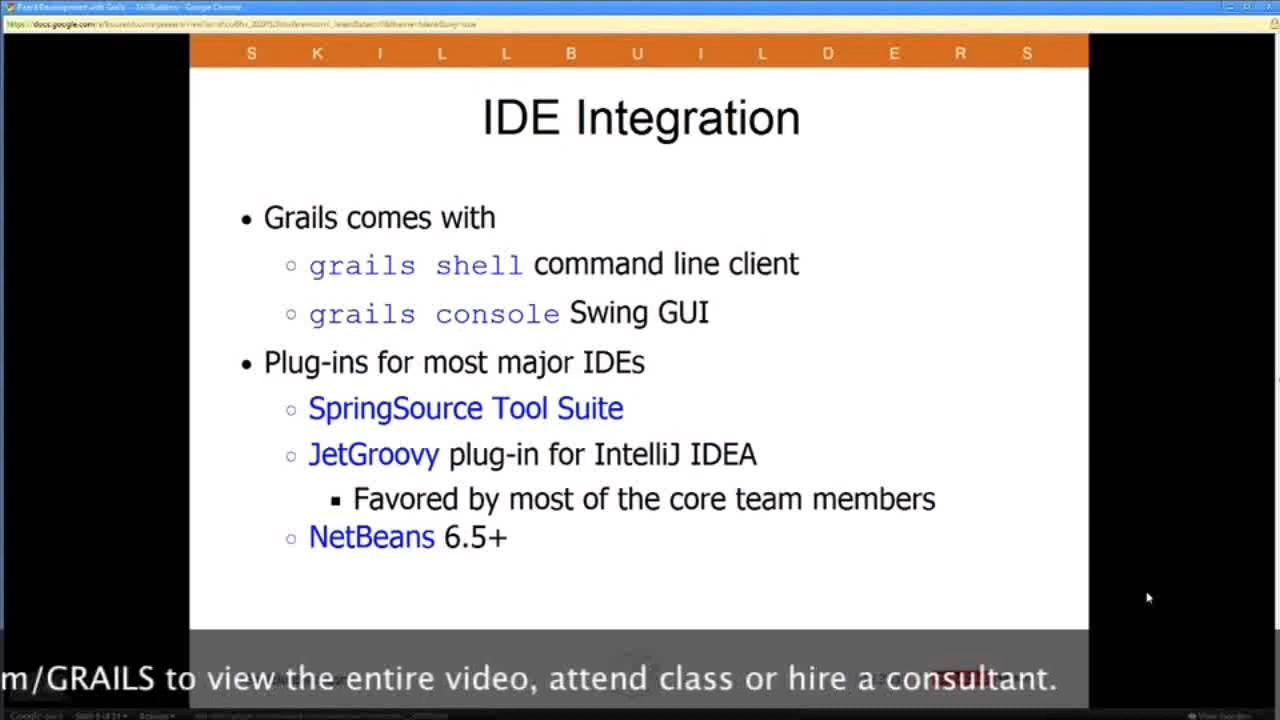 SKILLBUILDERS
IDE Integration
• Grails comes with
○ grails shell command line client
○ grails console Swing GUI
• Plug-ins for most major IDEs
○ SpringSource Tool Suite
○ JetGroovy plug-in for IntelliJ IDEA
▪ Favored by most of the core team members
○ NetBeans 6.5+
m/GRAILS to view the entire video, attend class or hire a consultant.